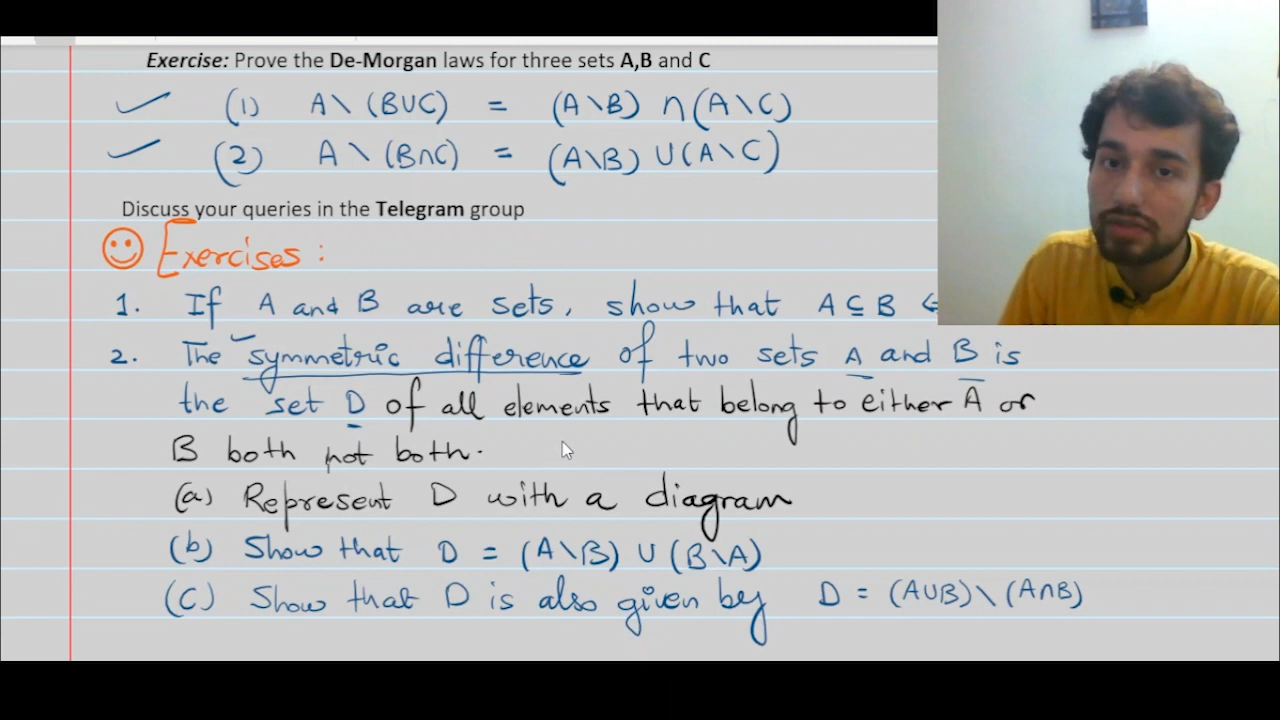 Exercise: Prove the De-Morgan laws for three sets A,B and C
(1) A \ (B∪C) = (A\B) ∩ (A\C)
(2) A \ (B∩C) = (A\B) ∪ (A\C)
Discuss your queries in the Telegram group
Exercises :
1. If A and B are sets, show that A ⊆ B
2. The symmetric difference of two sets A and B is
the set D of all elements that belong to either A or
B both not both.
(a) Represent D with a diagram
(b) Show that D = (A\B) ∪ (B\A)
(c) Show that D is also given by D = (A∪B)\(A∩B)